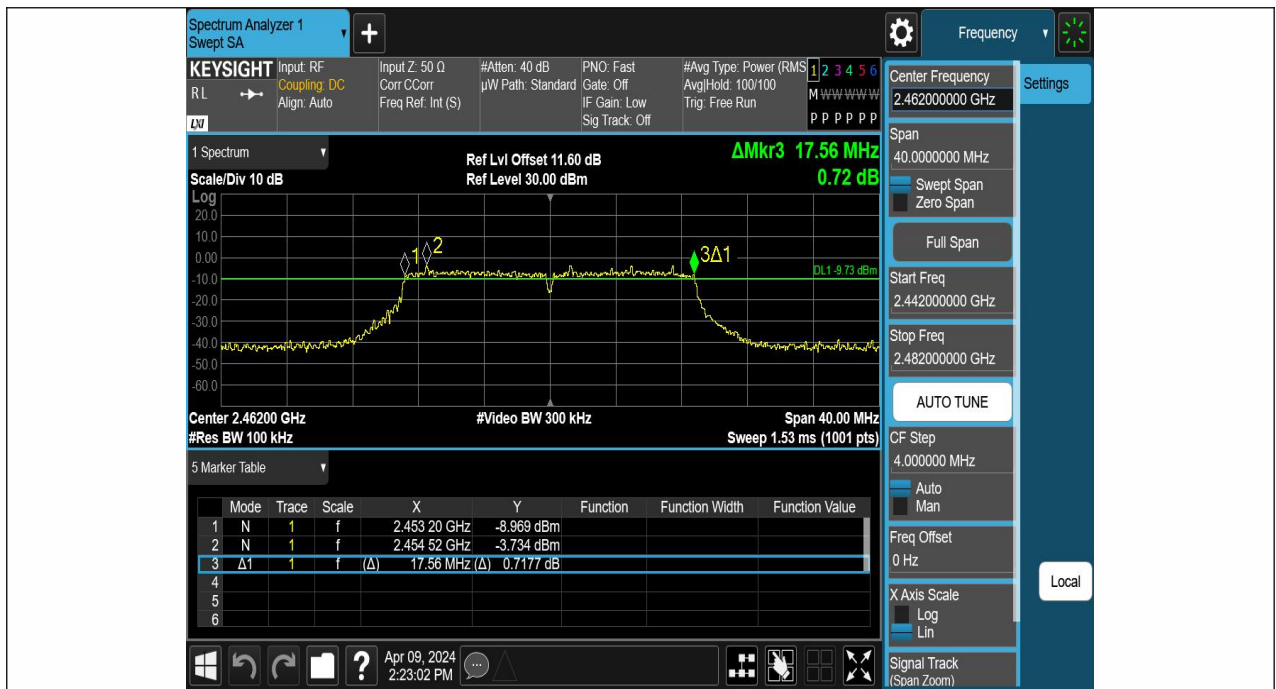 Spectrum Analyzer 1
Swept SA
+
Frequency
KEYSIGHT
RL
LXI
Input: RF
Coupling: DC
Align: Auto
Input Z: 50 Ω
Corr CCorr
Freq Ref: Int (S)
#Atten: 40 dB
µW Path: Standard
PNO: Fast
Gate: Off
IF Gain: Low
Sig Track: Off
#Avg Type: Power (RMS
Avg|Hold: 100/100
Trig: Free Run
1 2 3 4 5 6
M W W W W W
P P P P P P
1 Spectrum
Scale/Div 10 dB
Ref Lvl Offset 11.60 dB
Ref Level 30.00 dBm
ΔMkr3 17.56 MHz
0.72 dB
Log
20.0
10.0
0.00
-10.0
-20.0
-30.0
-40.0
-50.0
-60.0
1
2
3Δ1
DL1 -9.73 dBm
Center 2.46200 GHz
#Video BW 300 kHz
Span 40.00 MHz
#Res BW 100 kHz
Sweep 1.53 ms (1001 pts)
5 Marker Table
Mode Trace Scale X Y Function Function Width Function Value
1 N 1 f 2.453 20 GHz -8.969 dBm
2 N 1 f 2.454 52 GHz -3.734 dBm
3 Δ1 1 f (Δ) 17.56 MHz (Δ) 0.7177 dB
4
5
6
?
Apr 09, 2024
2:23:02 PM
Center Frequency
2.462000000 GHz
Settings
Span
40.0000000 MHz
Swept Span
Zero Span
Full Span
Start Freq
2.442000000 GHz
Stop Freq
2.482000000 GHz
AUTO TUNE
CF Step
4.000000 MHz
Auto
Man
Freq Offset
0 Hz
X Axis Scale
Log
Lin
Local
Signal Track
(Span Zoom)